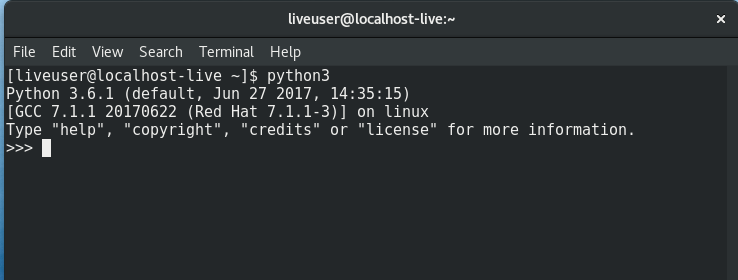 liveuser@localhost-live:~
File Edit View Search Terminal Help
[liveuser@localhost-live ~]$ python3
Python 3.6.1 (default, Jun 27 2017, 14:35:15)
[GCC 7.1.1 20170622 (Red Hat 7.1.1-3)] on linux
Type "help", "copyright", "credits" or "license" for more information.
>>>